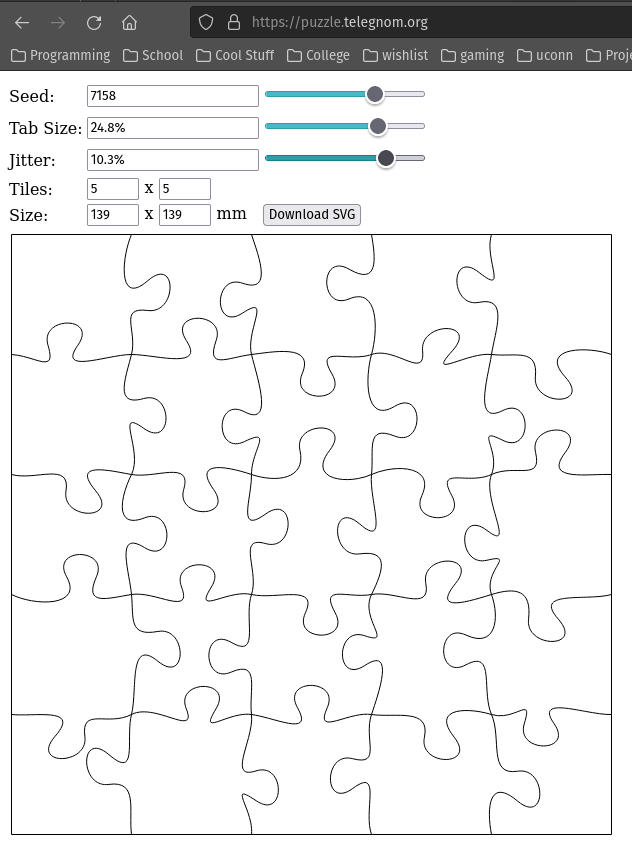 https://puzzle.telegnom.org
Programming School Cool Stuff College wishlist gaming uconn Proje
Seed: 7158
Tab Size: 24.8%
Jitter: 10.3%
Tiles: 5 x 5
Size: 139 x 139 mm Download SVG